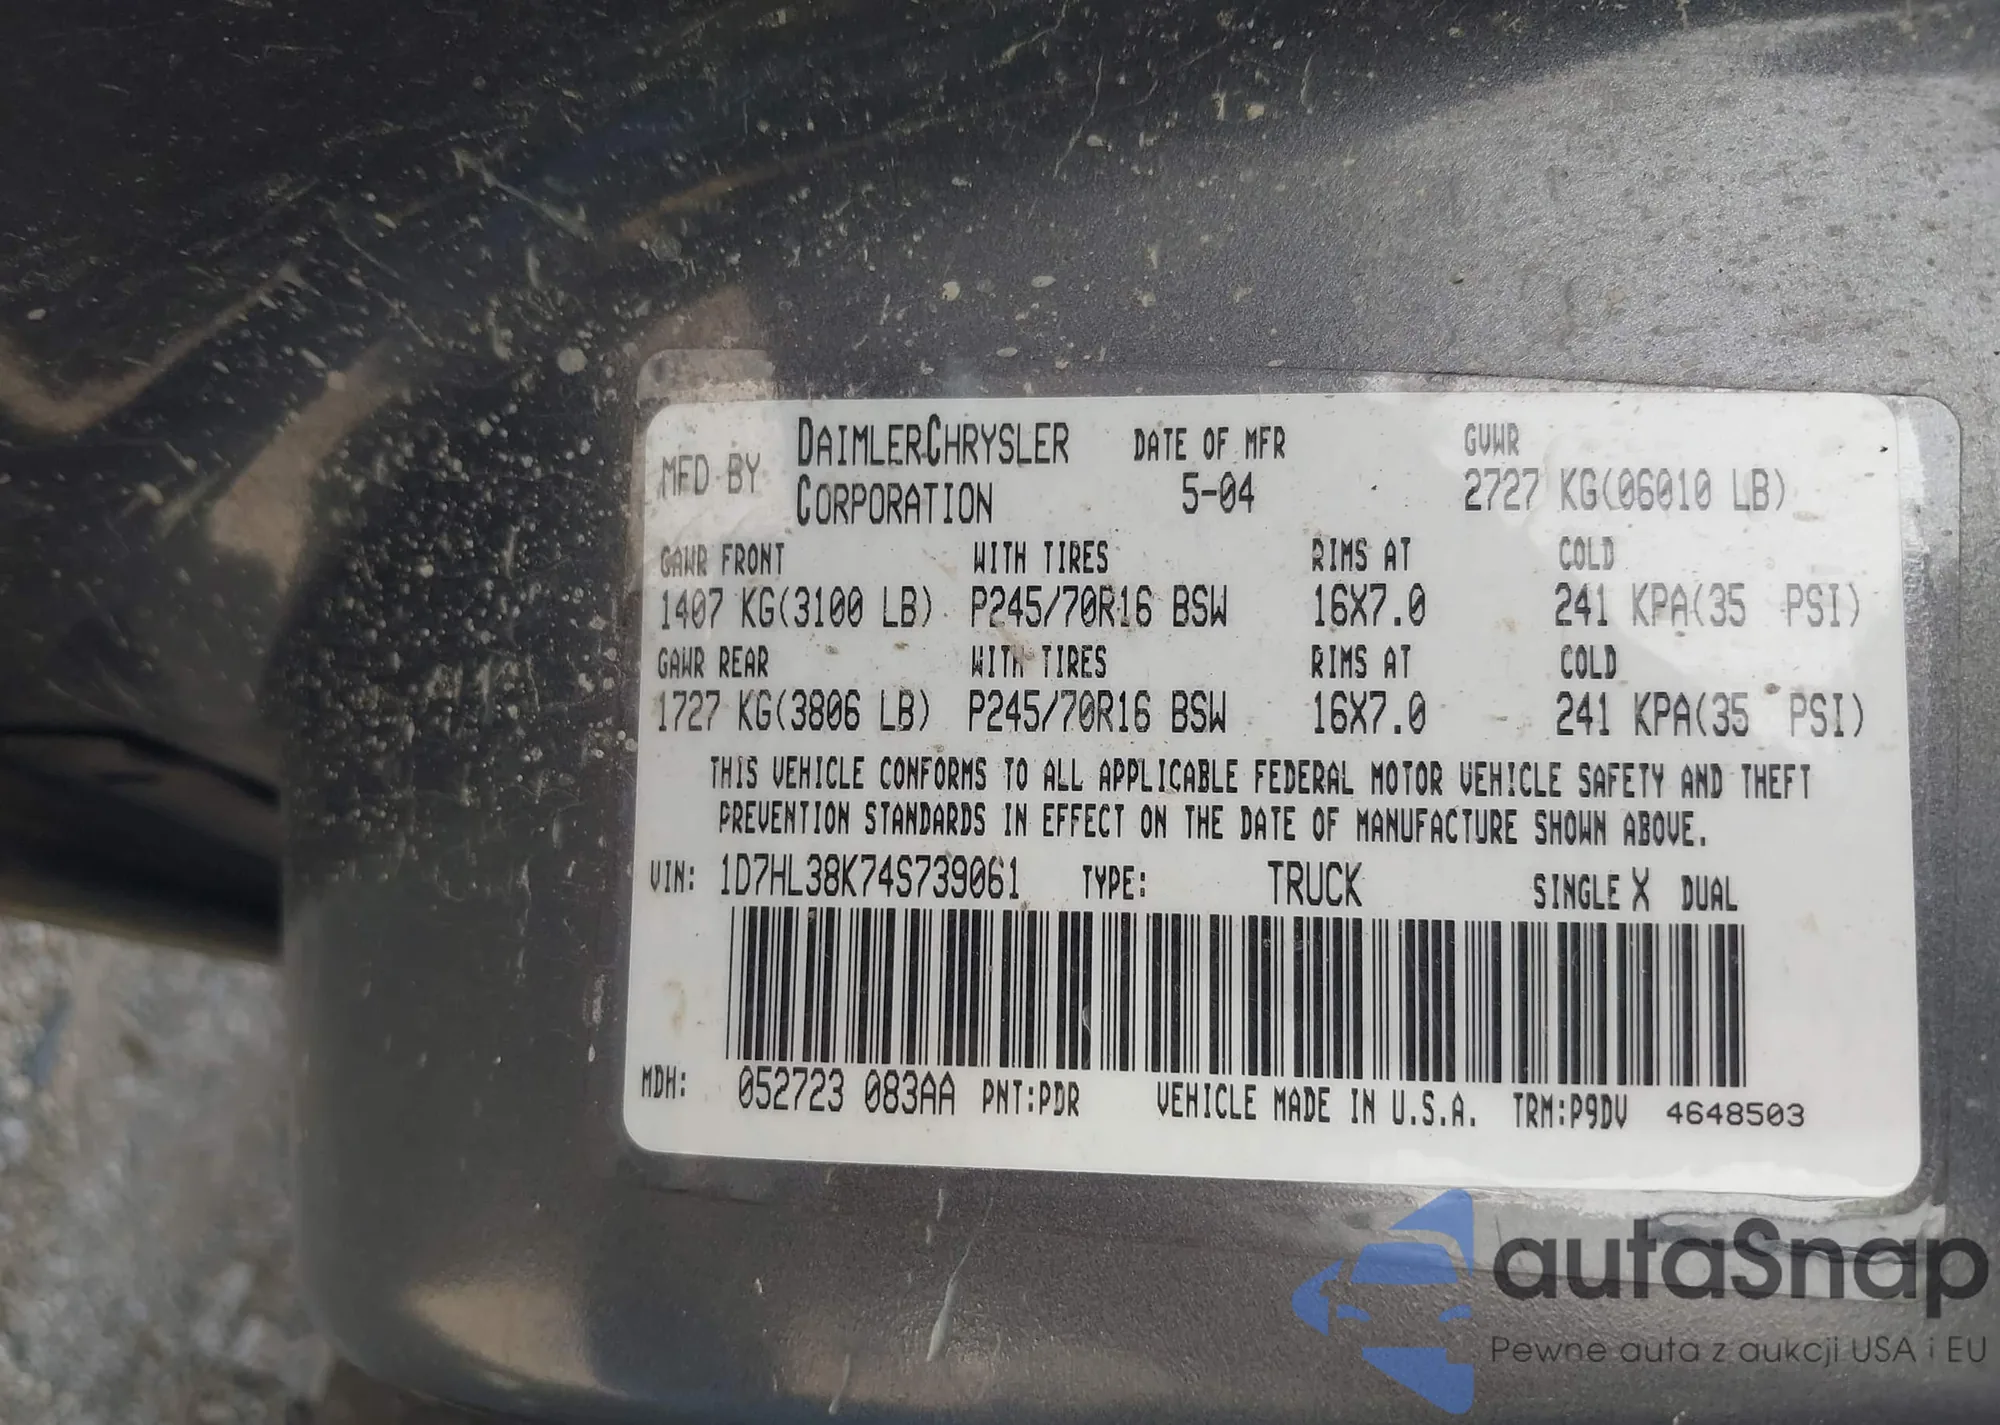 MFD BY DAIMLERCHRYSLER CORPORATION DATE OF MFR 5-04 GVWR 2727 KG(06010 LB)
GAWR FRONT WITH TIRES RIMS AT COLD
1407 KG(3100 LB) P245/70R16 BSW 16X7.0 241 KPA(35 PSI)
GAWR REAR WITH TIRES RIMS AT COLD
1727 KG(3806 LB) P245/70R16 BSW 16X7.0 241 KPA(35 PSI)
THIS VEHICLE CONFORMS TO ALL APPLICABLE FEDERAL MOTOR VEHICLE SAFETY AND THEFT
PREVENTION STANDARDS IN EFFECT ON THE DATE OF MANUFACTURE SHOWN ABOVE.
VIN: 1D7HL38K74S739061 TYPE: TRUCK SINGLE X DUAL
MDH: 052723 083AA PNT:PDR VEHICLE MADE IN U.S.A. TRM:P9DV 4648503
autaSnap
Pewne auta z aukcji USA i EU